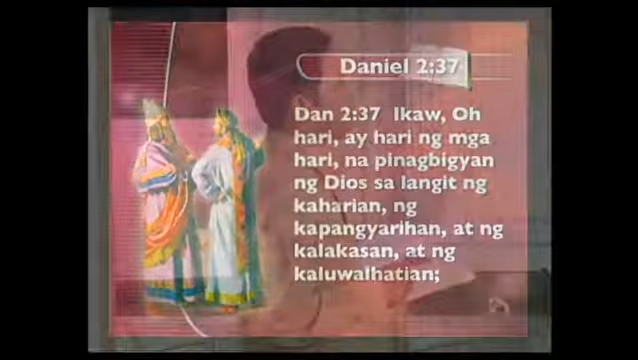 Daniel 2:37
Dan 2:37 Ikaw, Oh
hari, ay hari ng mga
hari, na pinagbigyan
ng Dios sa langit ng
kaharian, ng
kapangyarihan, at ng
kalakasan, at ng
kaluwalhatian;